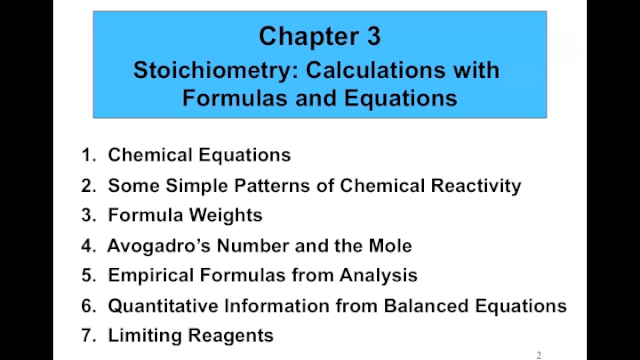 Chapter 3
Stoichiometry: Calculations with
Formulas and Equations
1. Chemical Equations
2. Some Simple Patterns of Chemical Reactivity
3. Formula Weights
4. Avogadro's Number and the Mole
5. Empirical Formulas from Analysis
6. Quantitative Information from Balanced Equations
7. Limiting Reagents
2